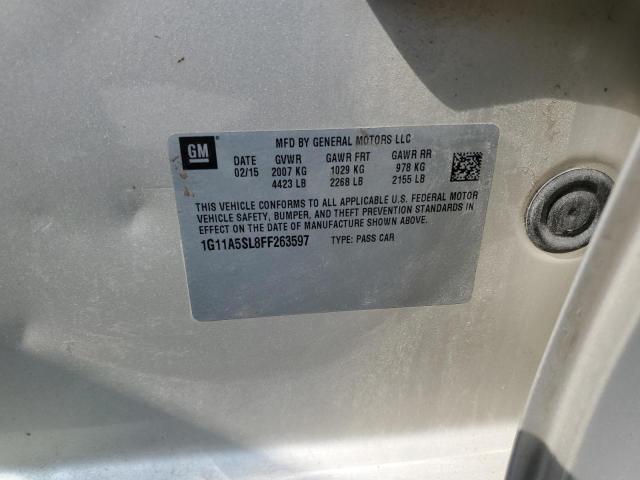 GM
MFD BY GENERAL MOTORS LLC
DATE GVWR GAWR FRT GAWR RR
02/15 2007 KG 1029 KG 978 KG
4423 LB 2268 LB 2155 LB
THIS VEHICLE CONFORMS TO ALL APPLICABLE U.S. FEDERAL MOTOR
VEHICLE SAFETY, BUMPER, AND THEFT PREVENTION STANDARDS IN
EFFECT ON THE DATE OF MANUFACTURE SHOWN ABOVE.
1G11A5SL8FF263597 TYPE: PASS CAR